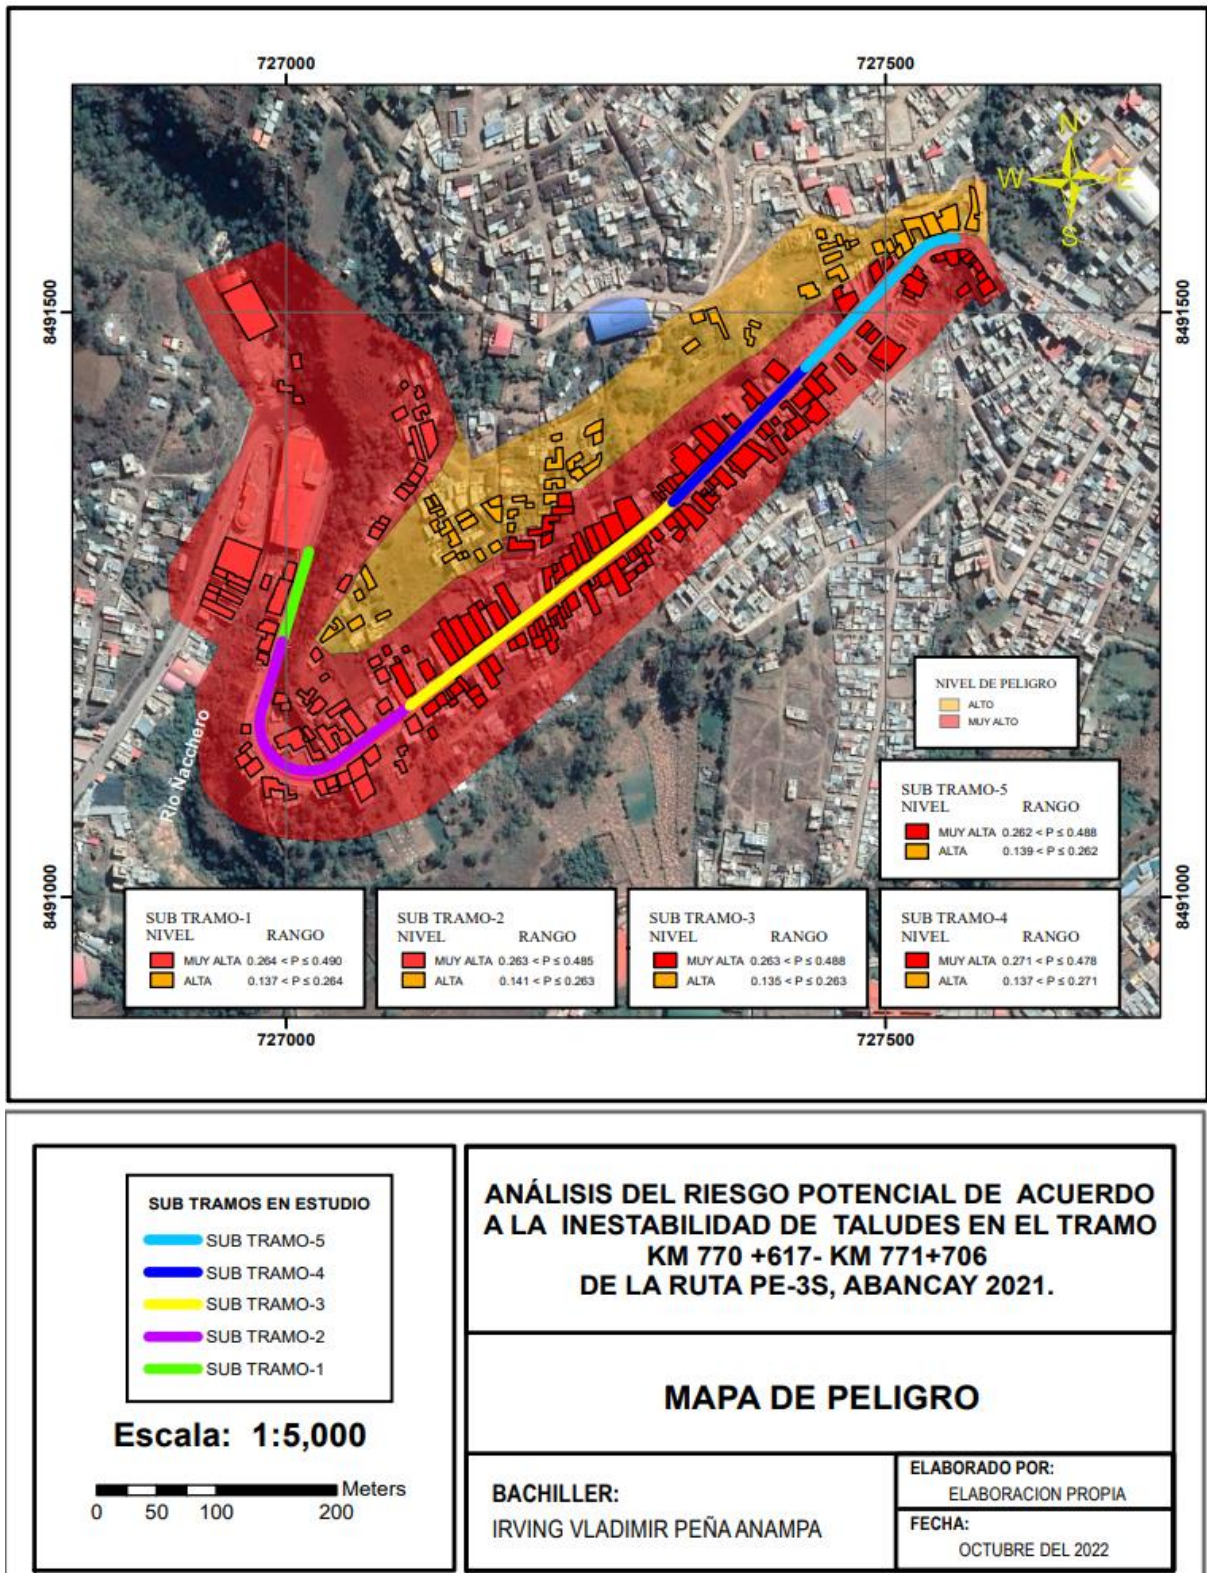 727000
727500
N
W
E
S
8491500
8491500
Río Ñacchero
NIVEL DE PELIGRO
ALTO
MUY ALTO
SUB TRAMO-5
NIVEL RANGO
MUY ALTA 0.262 < P ≤ 0.488
ALTA 0.139 < P ≤ 0.262
8491000
8491000
SUB TRAMO-1
NIVEL RANGO
MUY ALTA 0.264 < P ≤ 0.490
ALTA 0.137 < P ≤ 0.264
SUB TRAMO-2
NIVEL RANGO
MUY ALTA 0.263 < P ≤ 0.485
ALTA 0.141 < P ≤ 0.263
SUB TRAMO-3
NIVEL RANGO
MUY ALTA 0.263 < P ≤ 0.488
ALTA 0.135 < P ≤ 0.263
SUB TRAMO-4
NIVEL RANGO
MUY ALTA 0.271 < P ≤ 0.478
ALTA 0.137 < P ≤ 0.271
727000
727500
SUB TRAMOS EN ESTUDIO
SUB TRAMO-5
SUB TRAMO-4
SUB TRAMO-3
SUB TRAMO-2
SUB TRAMO-1
Escala: 1:5,000
Meters
0 50 100 200
ANÁLISIS DEL RIESGO POTENCIAL DE ACUERDO
A LA INESTABILIDAD DE TALUDES EN EL TRAMO
KM 770 +617- KM 771+706
DE LA RUTA PE-3S, ABANCAY 2021.
MAPA DE PELIGRO
BACHILLER:
IRVING VLADIMIR PEÑA ANAMPA
ELABORADO POR:
ELABORACION PROPIA
FECHA:
OCTUBRE DEL 2022